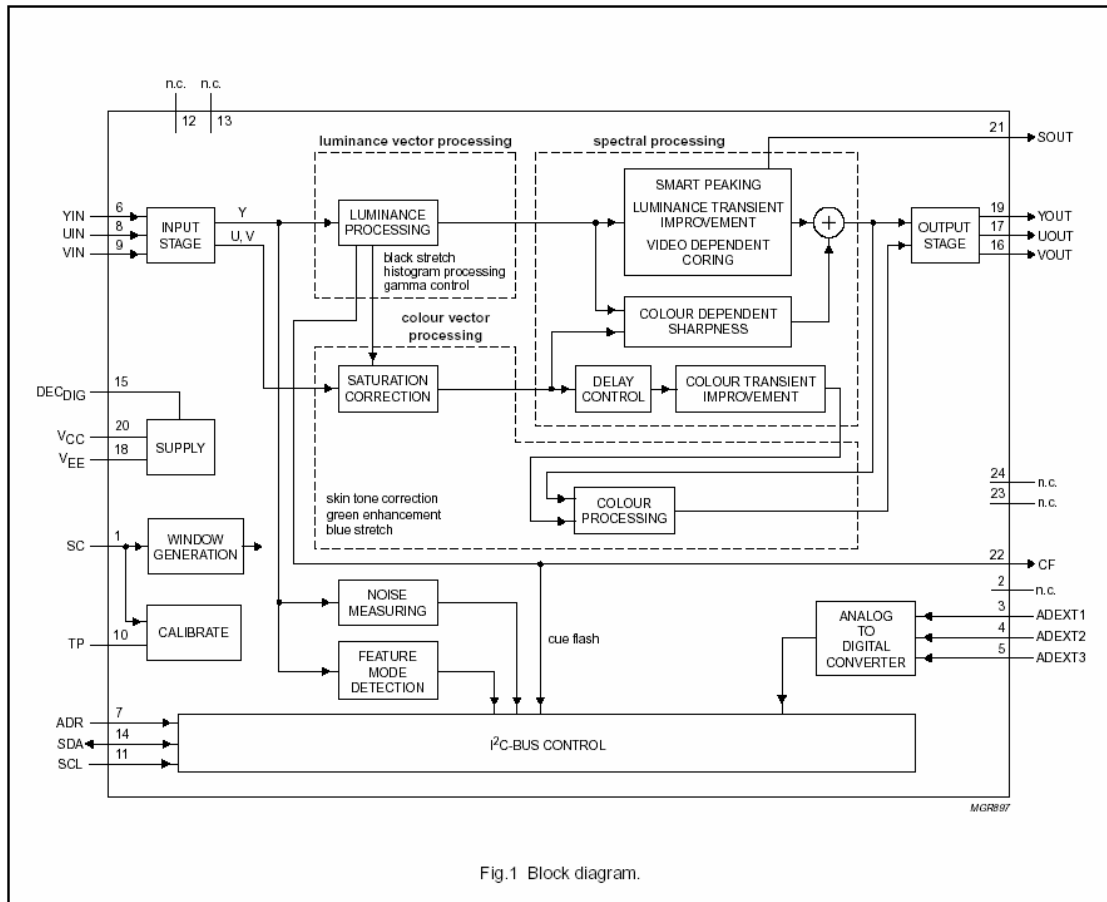 n.c.
n.c.
12
13
luminance vector processing
spectral processing
21
SOUT
SMART PEAKING
LUMINANCE TRANSIENT
IMPROVEMENT
VIDEO DEPENDENT
CORING
YIN
6
UIN
8
VIN
9
INPUT
STAGE
Y
U, V
LUMINANCE
PROCESSING
+
OUTPUT
STAGE
19
YOUT
17
UOUT
16
VOUT
black stretch
histogram processing
gamma control
COLOUR DEPENDENT
SHARPNESS
colour vector
processing
SATURATION
CORRECTION
DELAY
CONTROL
COLOUR TRANSIENT
IMPROVEMENT
DECDIG
15
VCC
20
VEE
18
SUPPLY
skin tone correction
green enhancement
blue stretch
COLOUR
PROCESSING
24
n.c.
23
n.c.
SC
1
WINDOW
GENERATION
22
CF
2
n.c.
TP
10
CALIBRATE
NOISE
MEASURING
cue flash
FEATURE
MODE
DETECTION
ANALOG
TO
DIGITAL
CONVERTER
3
ADEXT1
4
ADEXT2
5
ADEXT3
ADR
7
SDA
14
SCL
11
I2C-BUS CONTROL
MGR897
Fig.1 Block diagram.